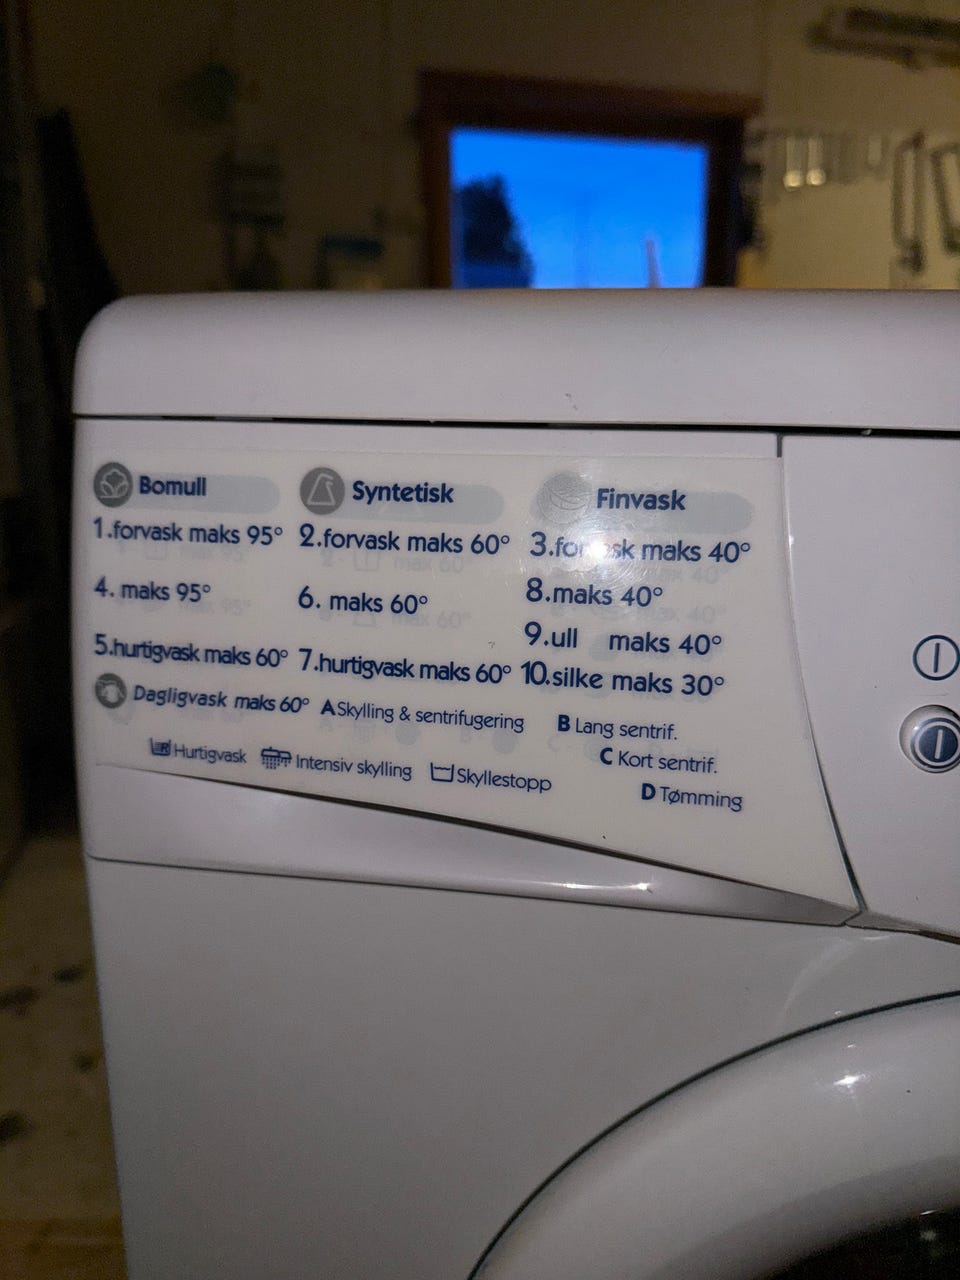 Bomull
1.forvask maks 95°
4. maks 95°
5.hurtigvask maks 60°
Dagligvask maks 60°
Syntetisk
2.forvask maks 60°
6. maks 60°
7.hurtigvask maks 60°
Finvask
3.forvask maks 40°
8.maks 40°
9.ull maks 40°
10.silke maks 30°
A Skylling & sentrifugering
B Lang sentrif.
C Kort sentrif.
D Tømming
Hurtigvask
Intensiv skylling
Skyllestopp